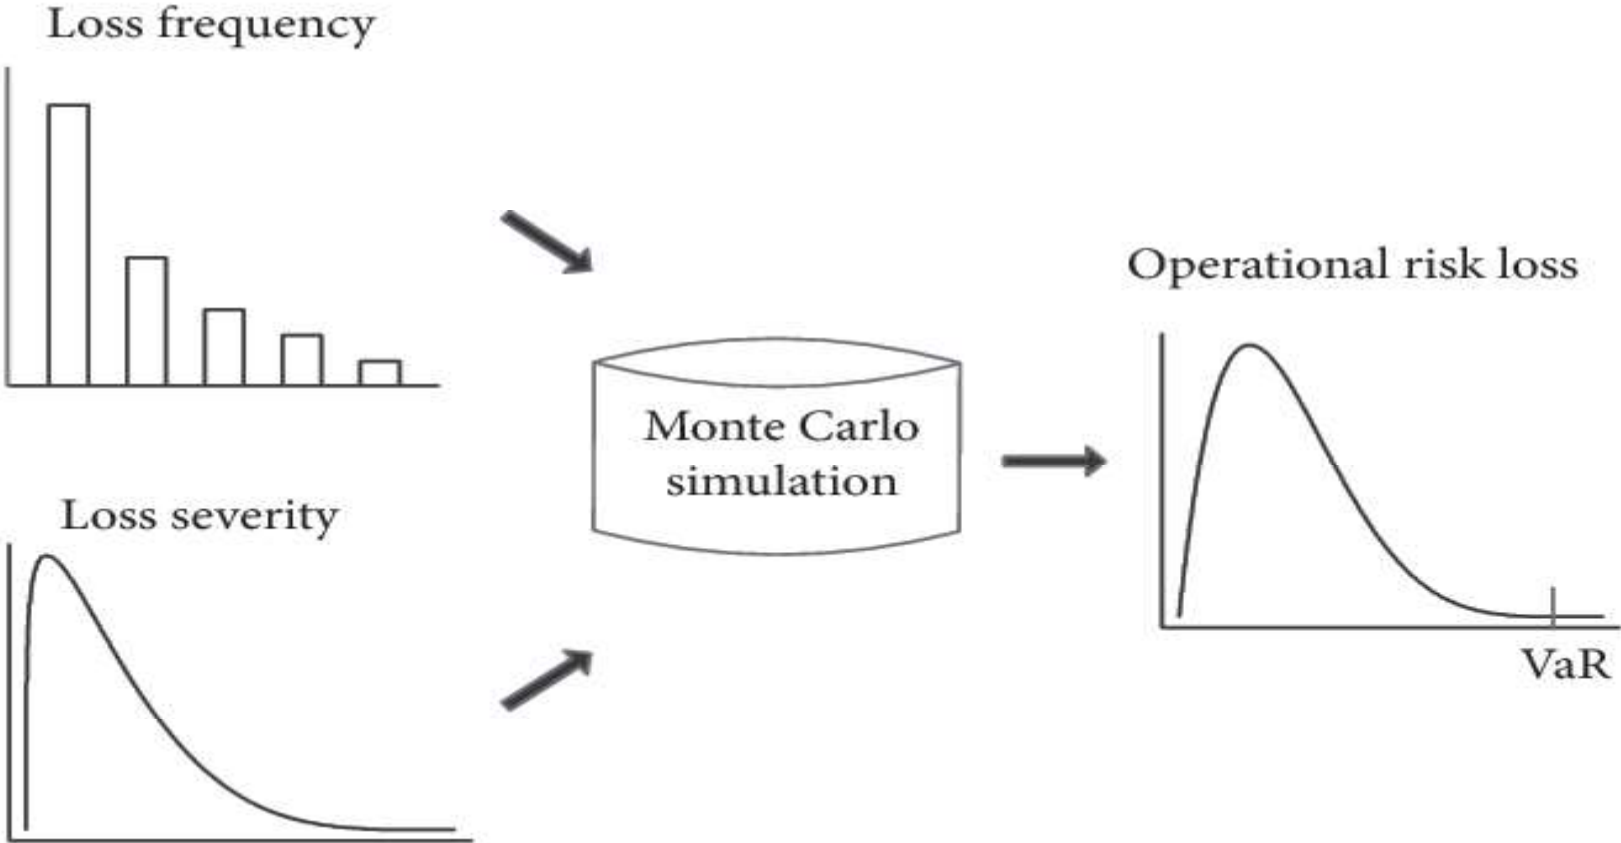 Loss frequency
Loss severity
Monte Carlo
simulation
Operational risk loss
VaR